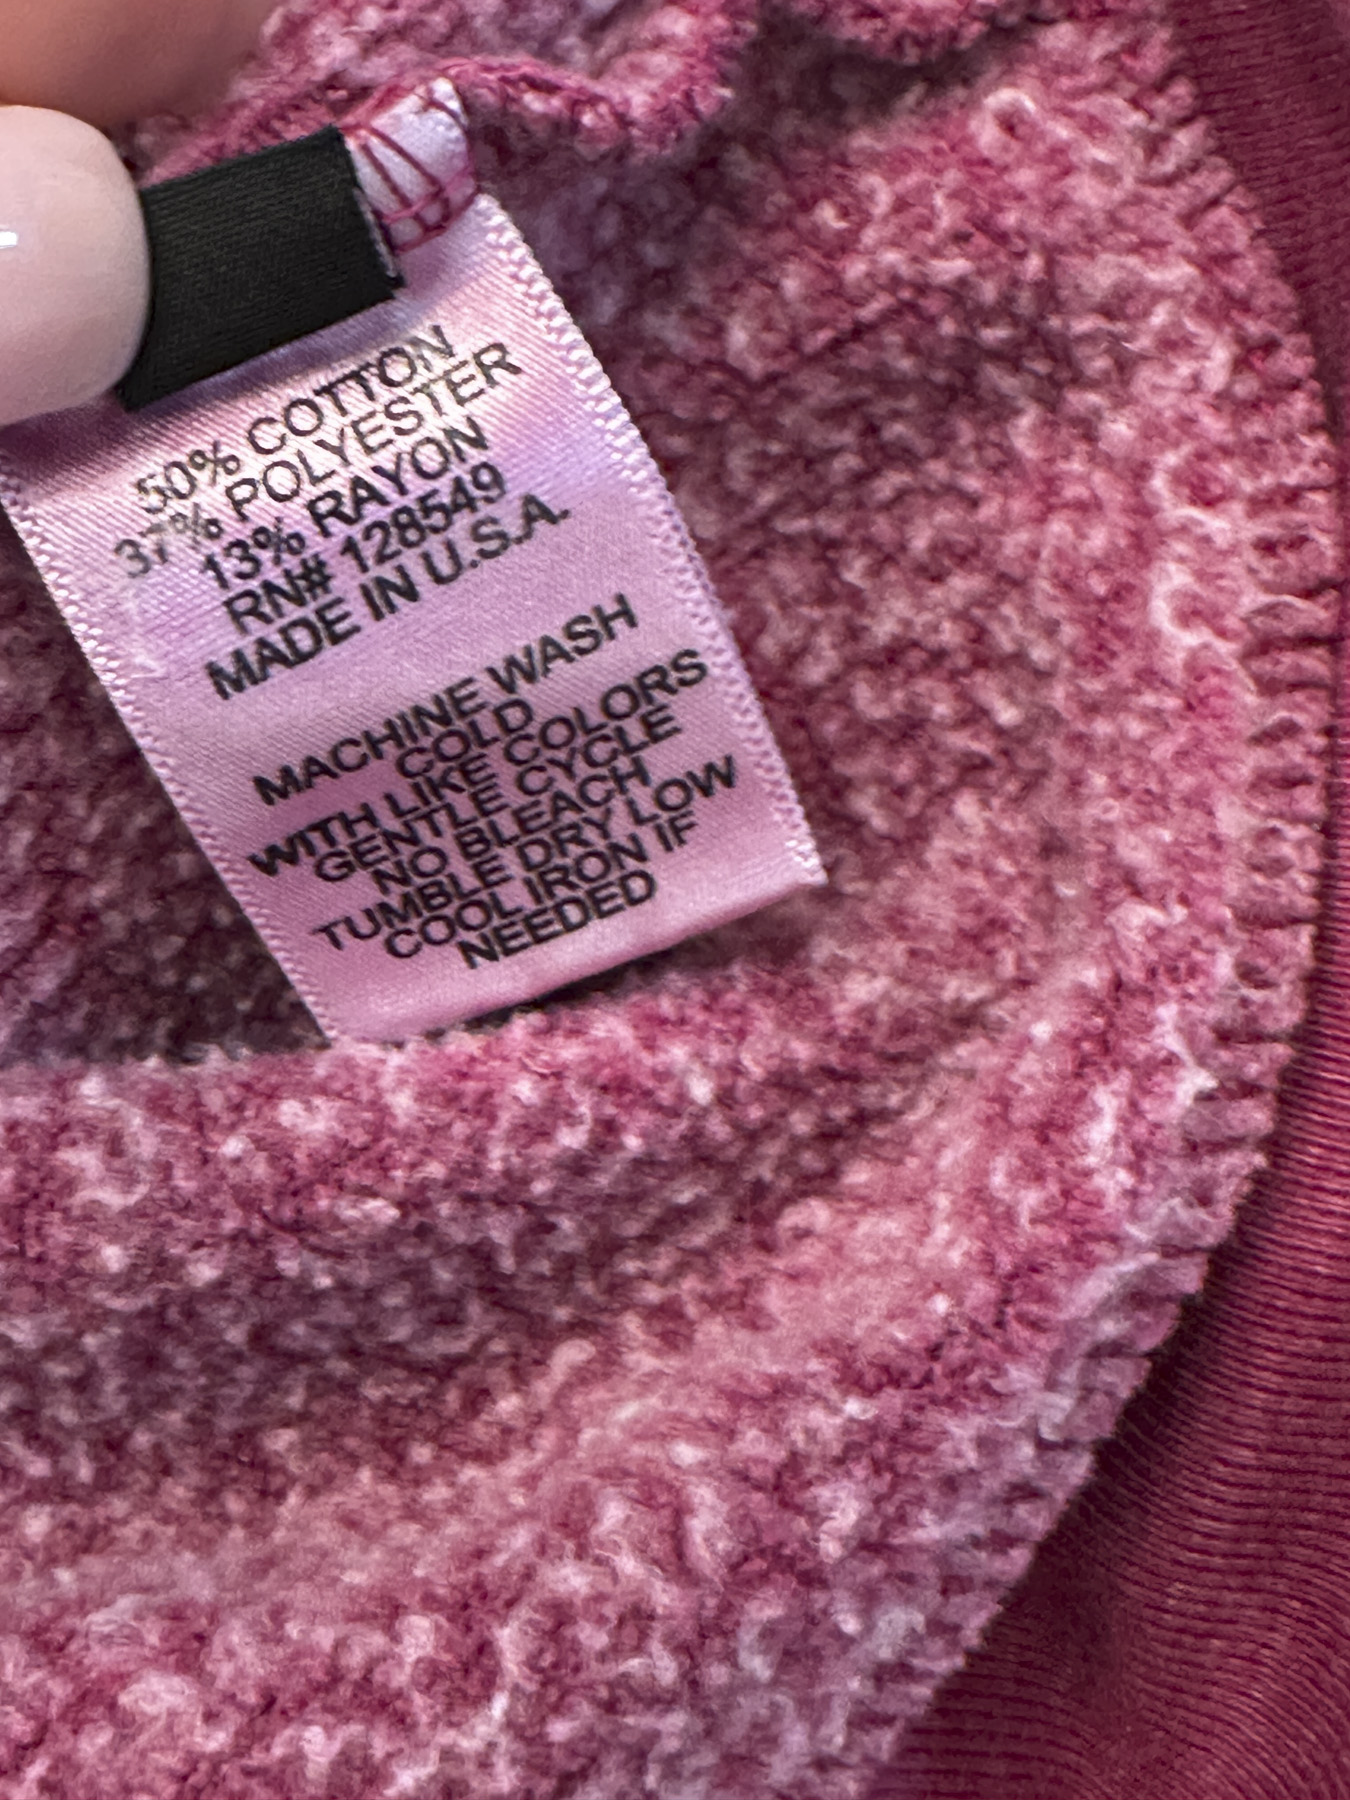 50% COTTON
37% POLYESTER
13% RAYON
RN# 128549
MADE IN U.S.A.
MACHINE WASH
COLD
WITH LIKE COLORS
GENTLE CYCLE
NO BLEACH
TUMBLE DRY LOW
COOL IRON IF
NEEDED